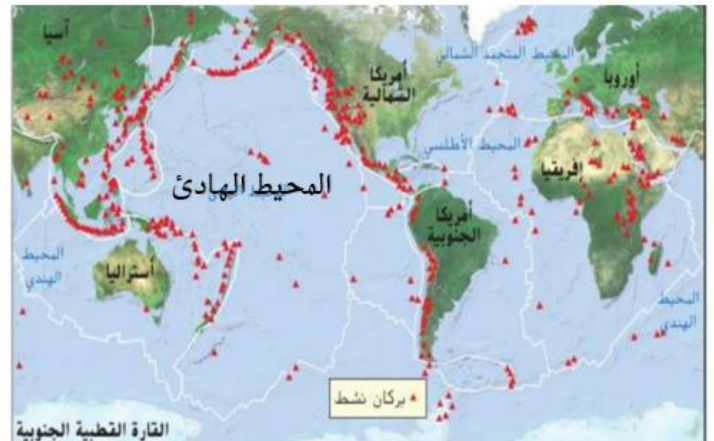 آسيا
أمريكا
الشمالية
المحيط المتجمد الشمالي
أوروبا
المحيط الأطلسي
إفريقيا
المحيط الهادئ
أمريكا
الجنوبية
المحيط
الهندي
أستراليا
المحيط
الهندي
بركان نشط
القارة القطبية الجنوبية